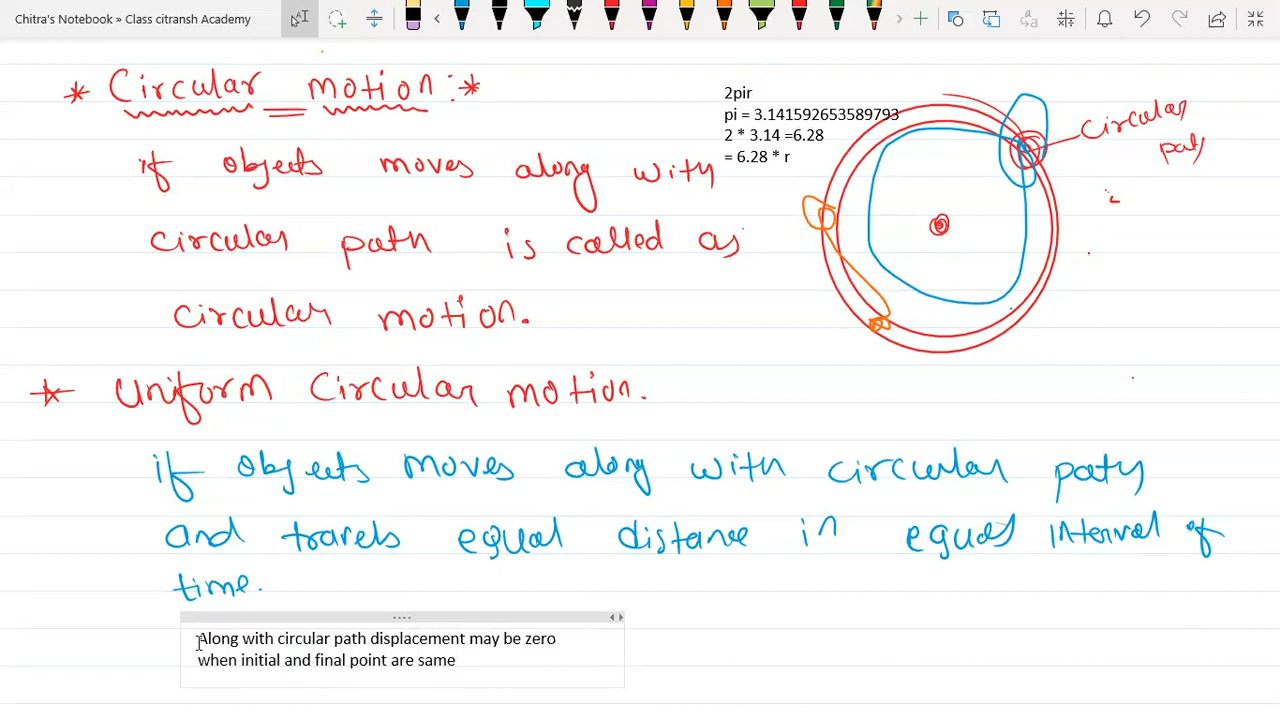 Chitra's Notebook » Class citransh Academy
* Circular motion :- *
2pir
pi = 3.141592653589793
2 * 3.14 =6.28
= 6.28 * r
Circular
path
if objects moves along with
circular path is called as
circular motion.
* Uniform Circular motion.
if objects moves along with circular path
and travels equal distance in equal interval of
time.
Along with circular path displacement may be zero
when initial and final point are same